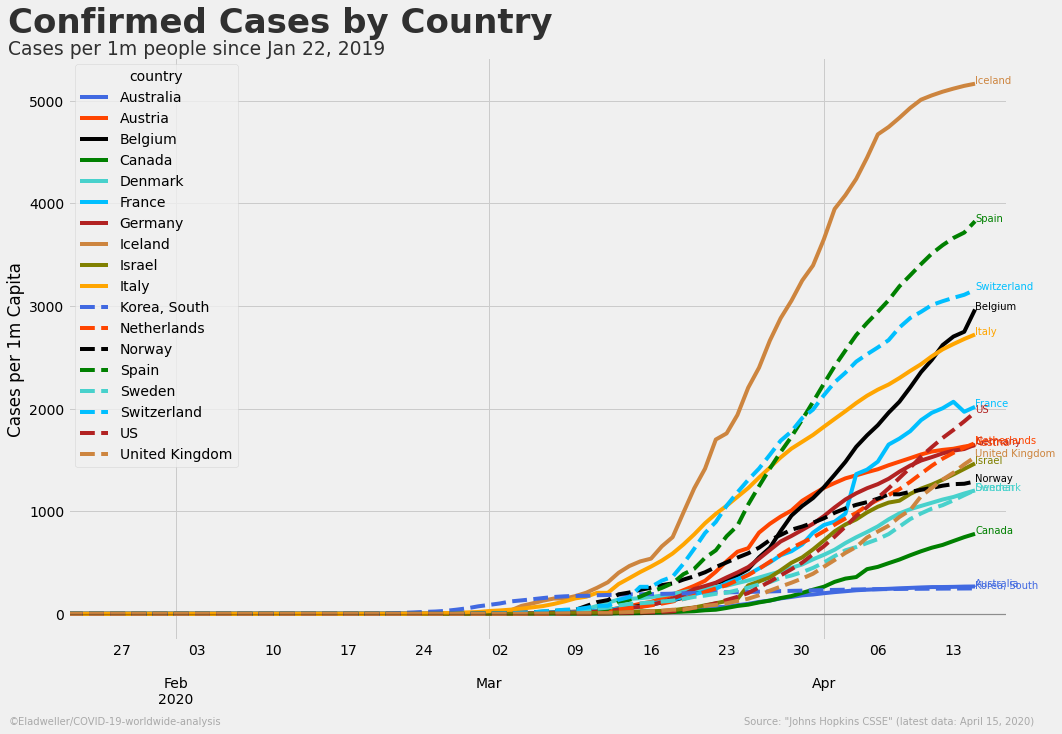 Confirmed Cases by Country
Cases per 1m people since Jan 22, 2019
country
Australia
Austria
Belgium
Canada
Denmark
France
Germany
Iceland
Israel
Italy
Korea, South
Netherlands
Norway
Spain
Sweden
Switzerland
US
United Kingdom
Cases per 1m Capita
5000
4000
3000
2000
1000
0
Iceland
Spain
Switzerland
Belgium
Italy
France
US
Netherlands
United Kingdom
Israel
Norway
Denmark
Canada
Australia
Korea, South
27 03 10 17 24 02 09 16 23 30 06 13
Feb Mar Apr
2020
©Eladweller/COVID-19-worldwide-analysis
Source: "Johns Hopkins CSSE" (latest data: April 15, 2020)